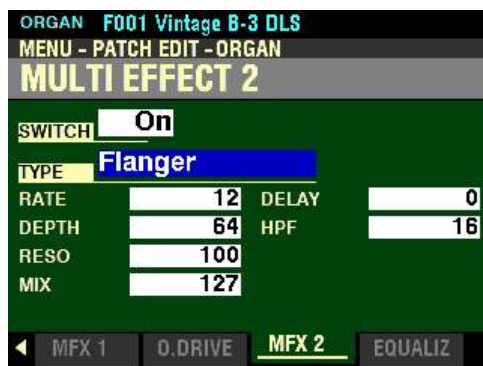 ORGAN F001 Vintage B-3 DLS
MENU - PATCH EDIT - ORGAN
MULTI EFFECT 2
SWITCH On
TYPE Flanger
RATE 12 DELAY 0
DEPTH 64 HPF 16
RESO 100
MIX 127
MFX 1 O.DRIVE MFX 2 EQUALIZ